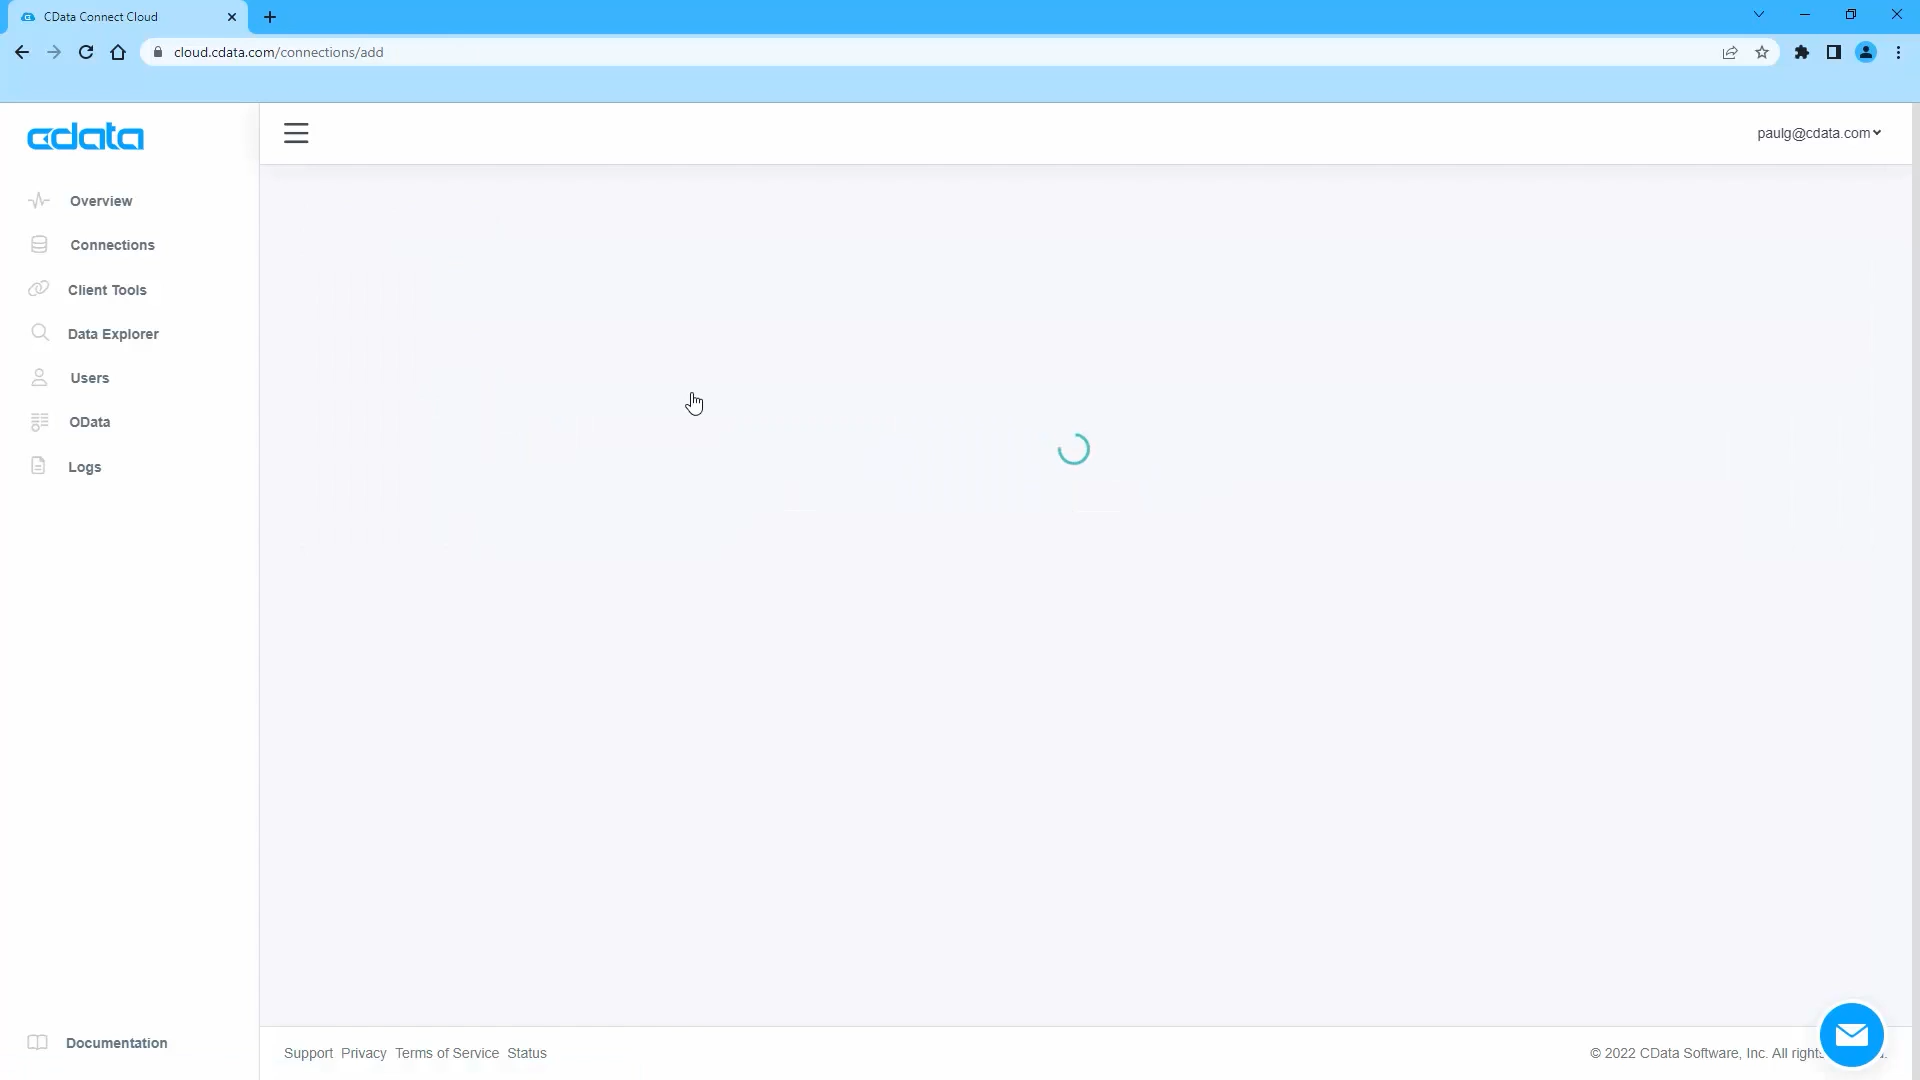 CData Connect Cloud
cloud.cdata.com/connections/add
cdata
paulg@cdata.com
Overview
Connections
Client Tools
Data Explorer
Users
OData
Logs
Documentation
Support Privacy Terms of Service Status
© 2022 CData Software, Inc. All rights